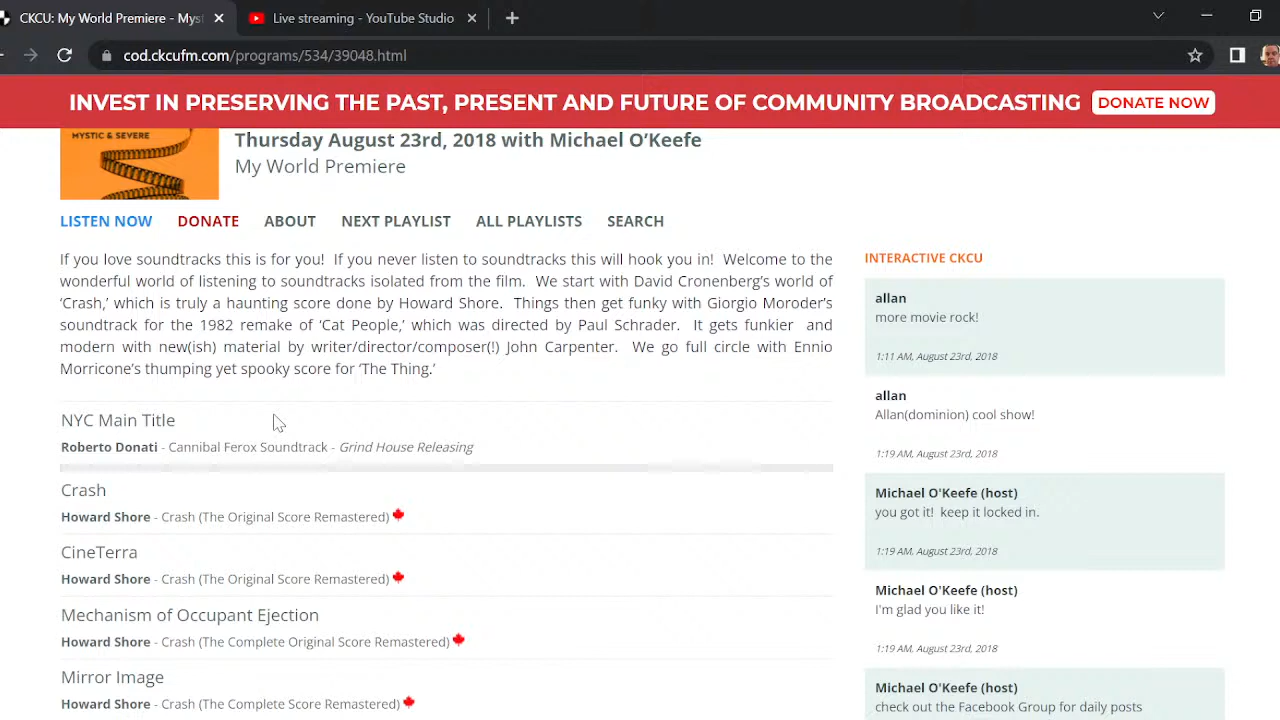 CKCU: My World Premiere - Mys
Live streaming - YouTube Studio
cod.ckcufm.com/programs/534/39048.html
INVEST IN PRESERVING THE PAST, PRESENT AND FUTURE OF COMMUNITY BROADCASTING
DONATE NOW
MYSTIC & SEVERE
Thursday August 23rd, 2018 with Michael O’Keefe
My World Premiere
LISTEN NOW DONATE ABOUT NEXT PLAYLIST ALL PLAYLISTS SEARCH
If you love soundtracks this is for you! If you never listen to soundtracks this will hook you in! Welcome to the
wonderful world of listening to soundtracks isolated from the film. We start with David Cronenberg’s world of
‘Crash,’ which is truly a haunting score done by Howard Shore. Things then get funky with Giorgio Moroder’s
soundtrack for the 1982 remake of ‘Cat People,’ which was directed by Paul Schrader. It gets funkier and
modern with new(ish) material by writer/director/composer(!) John Carpenter. We go full circle with Ennio
Morricone’s thumping yet spooky score for ‘The Thing.’
NYC Main Title
Roberto Donati - Cannibal Ferox Soundtrack - Grind House Releasing
Crash
Howard Shore - Crash (The Original Score Remastered)
CineTerra
Howard Shore - Crash (The Original Score Remastered)
Mechanism of Occupant Ejection
Howard Shore - Crash (The Complete Original Score Remastered)
Mirror Image
Howard Shore - Crash (The Complete Score Remastered)
INTERACTIVE CKCU
allan
more movie rock!
1:11 AM, August 23rd, 2018
allan
Allan(dominion) cool show!
1:19 AM, August 23rd, 2018
Michael O'Keefe (host)
you got it! keep it locked in.
1:19 AM, August 23rd, 2018
Michael O'Keefe (host)
I'm glad you like it!
1:19 AM, August 23rd, 2018
Michael O'Keefe (host)
check out the Facebook Group for daily posts